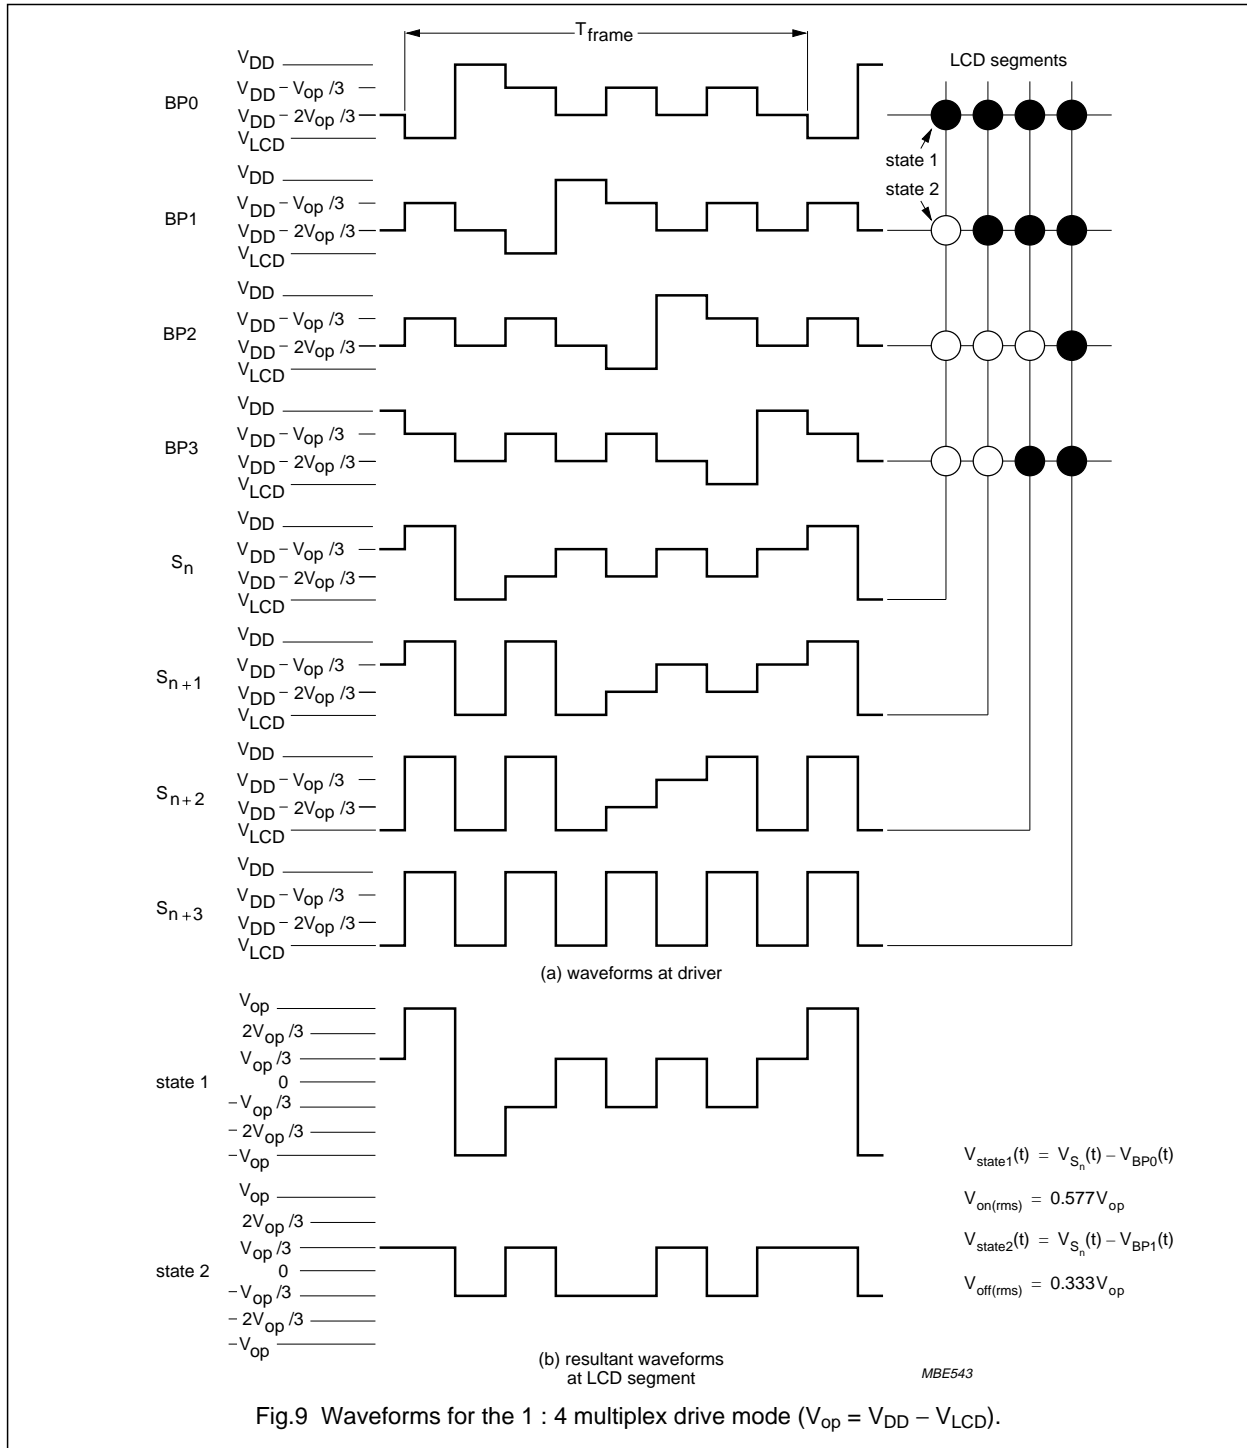 T_frame
V_DD
BP0
V_DD − V_op /3
V_DD − 2V_op /3
V_LCD
LCD segments
state 1
state 2
V_DD
BP1
V_DD − V_op /3
V_DD − 2V_op /3
V_LCD
V_DD
BP2
V_DD − V_op /3
V_DD − 2V_op /3
V_LCD
V_DD
BP3
V_DD − V_op /3
V_DD − 2V_op /3
V_LCD
V_DD
S_n
V_DD − V_op /3
V_DD − 2V_op /3
V_LCD
V_DD
S_n+1
V_DD − V_op /3
V_DD − 2V_op /3
V_LCD
V_DD
S_n+2
V_DD − V_op /3
V_DD − 2V_op /3
V_LCD
V_DD
S_n+3
V_DD − V_op /3
V_DD − 2V_op /3
V_LCD
(a) waveforms at driver
V_op
2V_op /3
V_op /3
state 1
0
−V_op /3
−2V_op /3
−V_op
V_op
2V_op /3
V_op /3
state 2
0
−V_op /3
−2V_op /3
−V_op
V_state1(t) = V_Sn(t) − V_BP0(t)
V_on(rms) = 0.577V_op
V_state2(t) = V_Sn(t) − V_BP1(t)
V_off(rms) = 0.333V_op
(b) resultant waveforms
at LCD segment
MBE543
Fig.9 Waveforms for the 1 : 4 multiplex drive mode (V_op = V_DD − V_LCD).